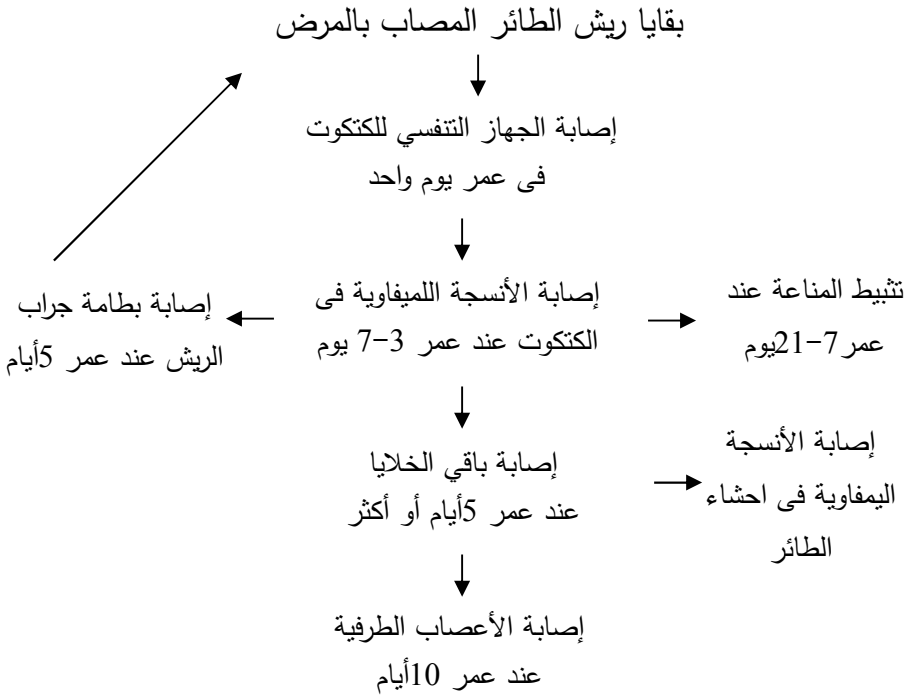 بقايا ريش الطائر المصاب بالمرض
إصابة الجهاز التنفسي للكتكوت
فى عمر يوم واحد
إصابة الأنسجة اللميفاوية فى
الكتكوت عند عمر 3-7 يوم
تثبيط المناعة عند
عمر 7-21يوم
إصابة بطامة جراب
الريش عند عمر 5أيام
إصابة باقي الخلايا
عند عمر 5أيام أو أكثر
إصابة الأنسجة
اليمفاوية فى احشاء
الطائر
إصابة الأعصاب الطرفية
عند عمر 10أيام